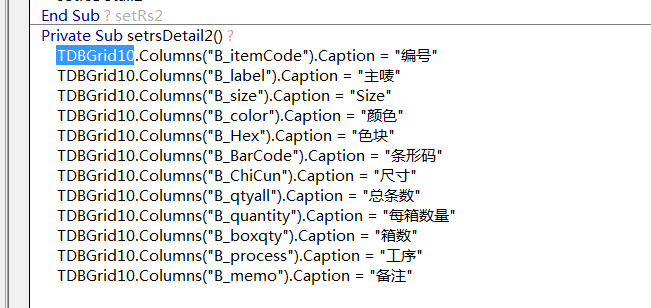 End Sub ? setRs2
Private Sub setrsDetail2() ?
TDBGrid10.Columns("B_itemCode").Caption = "编号"
TDBGrid10.Columns("B_label").Caption = "主唛"
TDBGrid10.Columns("B_size").Caption = "Size"
TDBGrid10.Columns("B_color").Caption = "颜色"
TDBGrid10.Columns("B_Hex").Caption = "色块"
TDBGrid10.Columns("B_BarCode").Caption = "条形码"
TDBGrid10.Columns("B_ChiCun").Caption = "尺寸"
TDBGrid10.Columns("B_qtyall").Caption = "总条数"
TDBGrid10.Columns("B_quantity").Caption = "每箱数量"
TDBGrid10.Columns("B_boxqty").Caption = "箱数"
TDBGrid10.Columns("B_process").Caption = "工序"
TDBGrid10.Columns("B_memo").Caption = "备注"